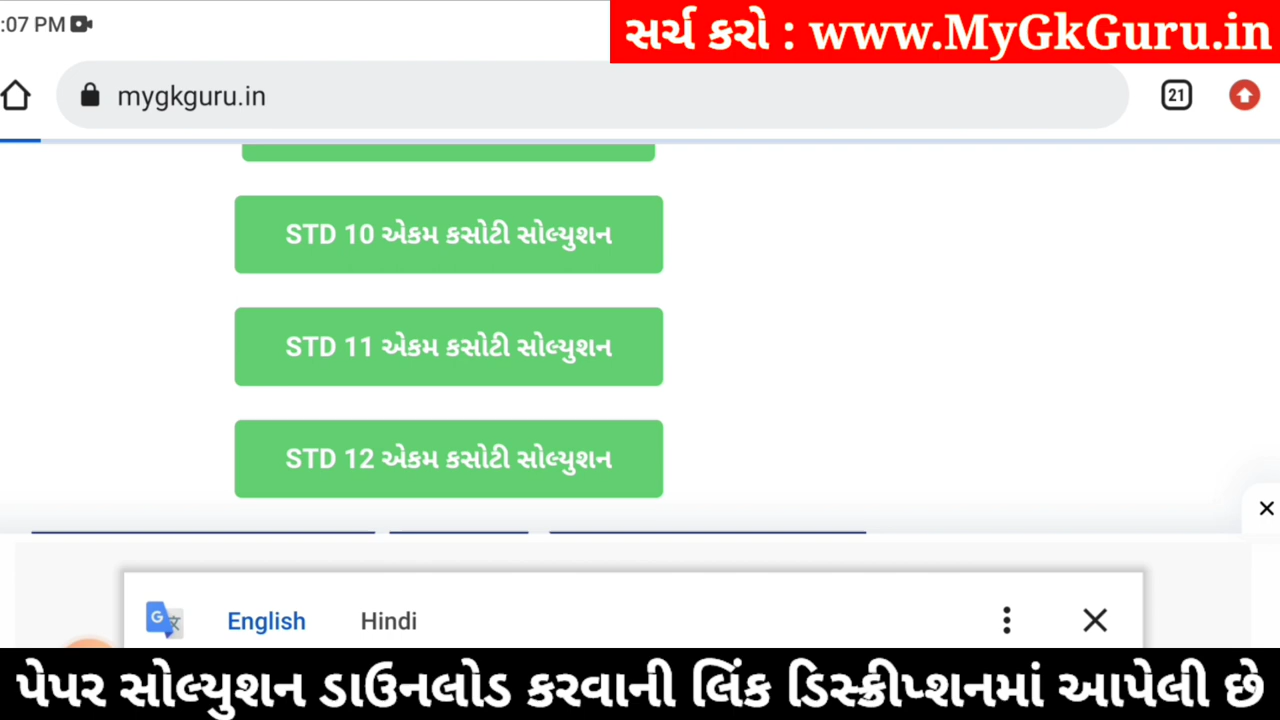 :07 PM
સર્ચ કરો : www.MyGkGuru.in
mygkguru.in
21
STD 10 એકમ કસોટી સોલ્યુશન
STD 11 એકમ કસોટી સોલ્યુશન
STD 12 એકમ કસોટી સોલ્યુશન
English Hindi
પેપર સોલ્યુશન ડાઉનલોડ કરવાની લિંક ડિસ્ક્રીપ્શનમાં આપેલી છે